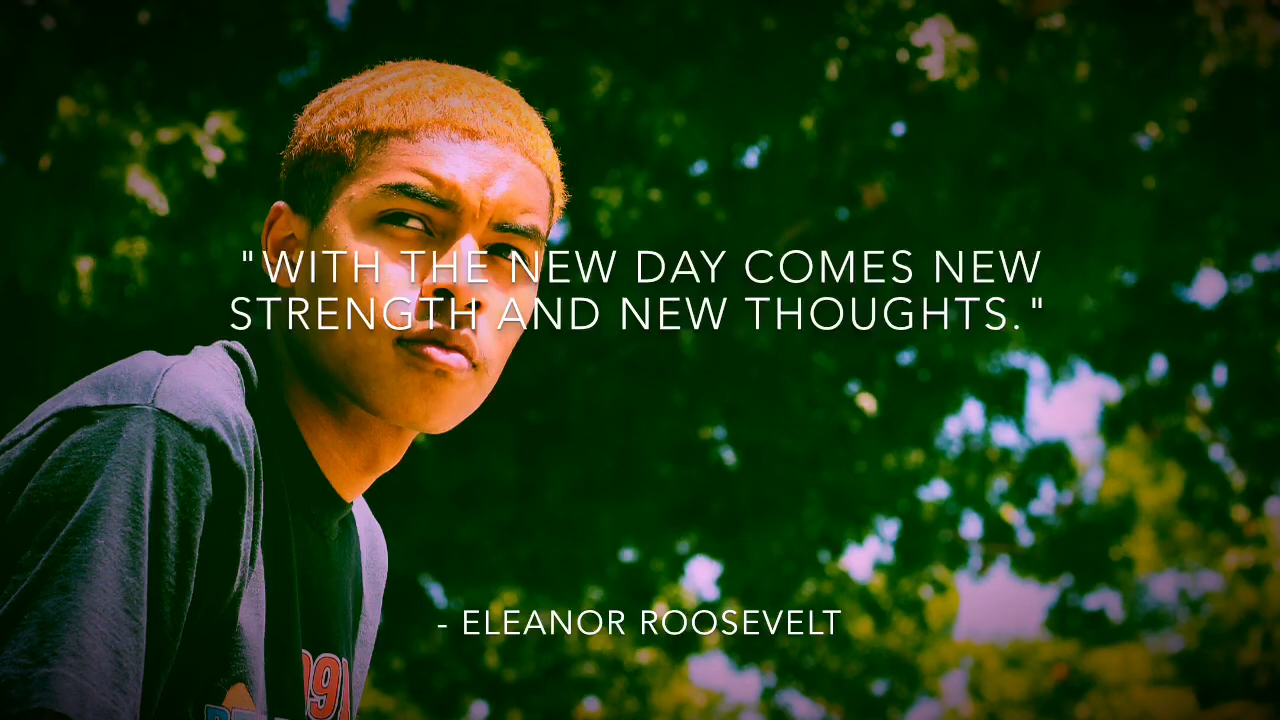 "WITH THE NEW DAY COMES NEW
STRENGTH AND NEW THOUGHTS."
- ELEANOR ROOSEVELT